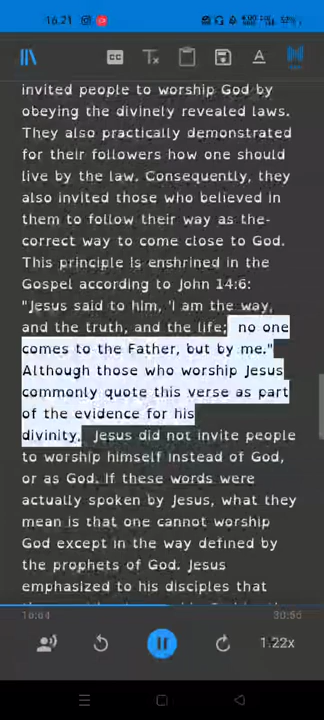 16.21
CC
invited people to worship God by
obeying the divinely revealed laws.
They also practically demonstrated
for their followers how one should
live by the law. Consequently, they
also invited those who believed in
them to follow their way as the-
correct way to come close to God.
This principle is enshrined in the
Gospel according to John 14:6:
"Jesus said to him, 'I am the way,
and the truth, and the life; no one
comes to the Father, but by me."
Although those who worship Jesus
commonly quote this verse as part
of the evidence for his
divinity, Jesus did not invite people
to worship himself instead of God,
or as God. If these words were
actually spoken by Jesus, what they
mean is that one cannot worship
God except in the way defined by
the prophets of God. Jesus
emphasized to his disciples that
1.22x